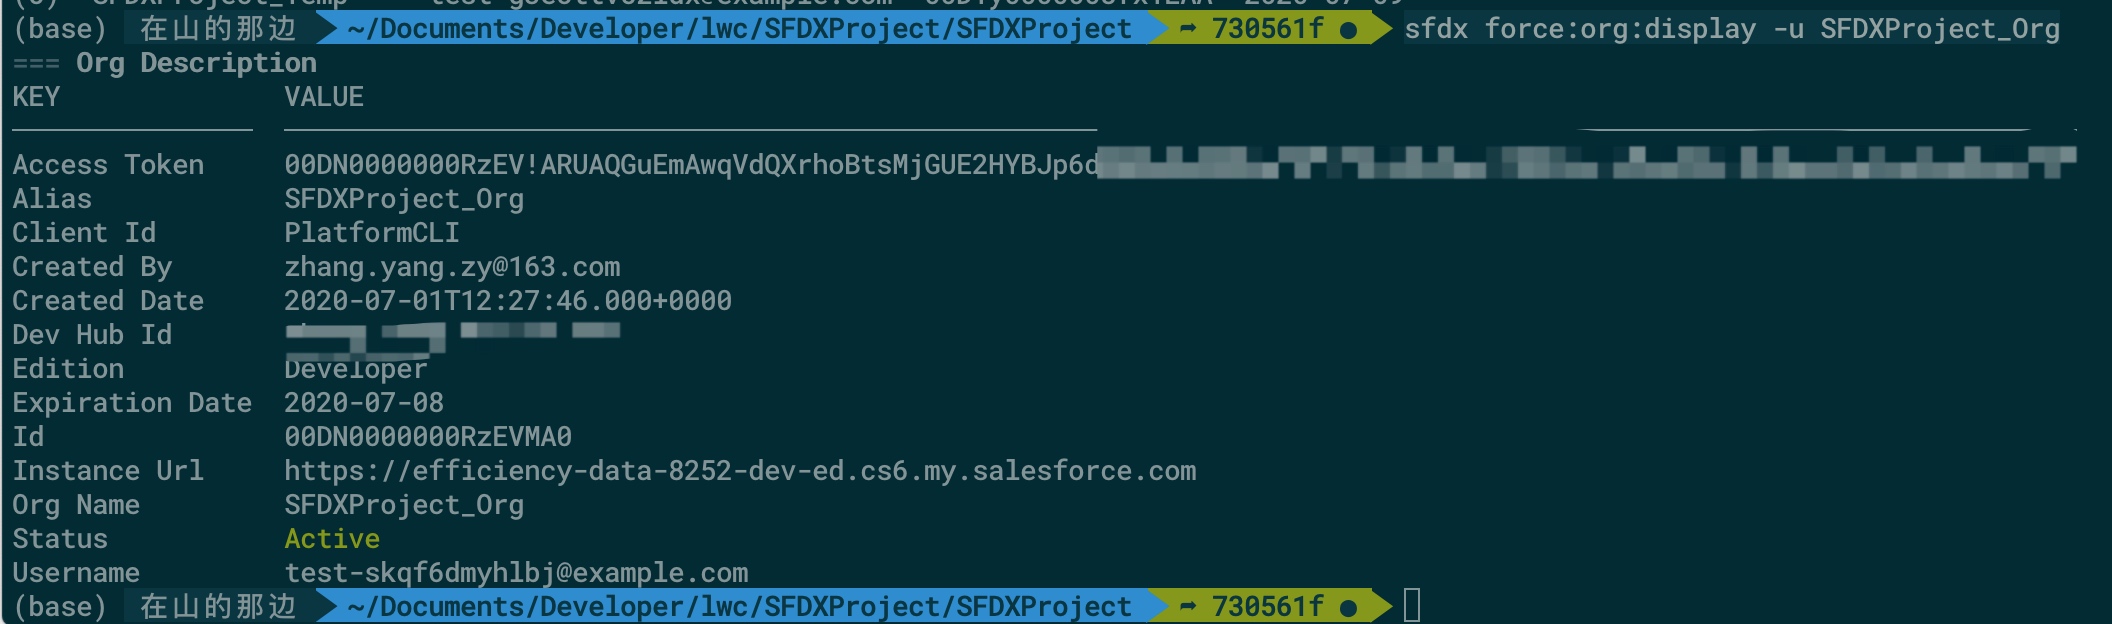 (base) 在山的那边 ~/Documents/Developer/lwc/SFDXProject/SFDXProject ➦ 730561f ● sfdx force:org:display -u SFDXProject_Org
=== Org Description
KEY VALUE
Access Token 00DN0000000RzEV!ARUAQGuEmAwqVdQXrhoBtsMjGUE2HYBJp6d
Alias SFDXProject_Org
Client Id PlatformCLI
Created By zhang.yang.zy@163.com
Created Date 2020-07-01T12:27:46.000+0000
Dev Hub Id
Edition Developer
Expiration Date 2020-07-08
Id 00DN0000000RzEVMA0
Instance Url https://efficiency-data-8252-dev-ed.cs6.my.salesforce.com
Org Name SFDXProject_Org
Status Active
Username test-skqf6dmyhlbj@example.com
(base) 在山的那边 ~/Documents/Developer/lwc/SFDXProject/SFDXProject ➦ 730561f ●